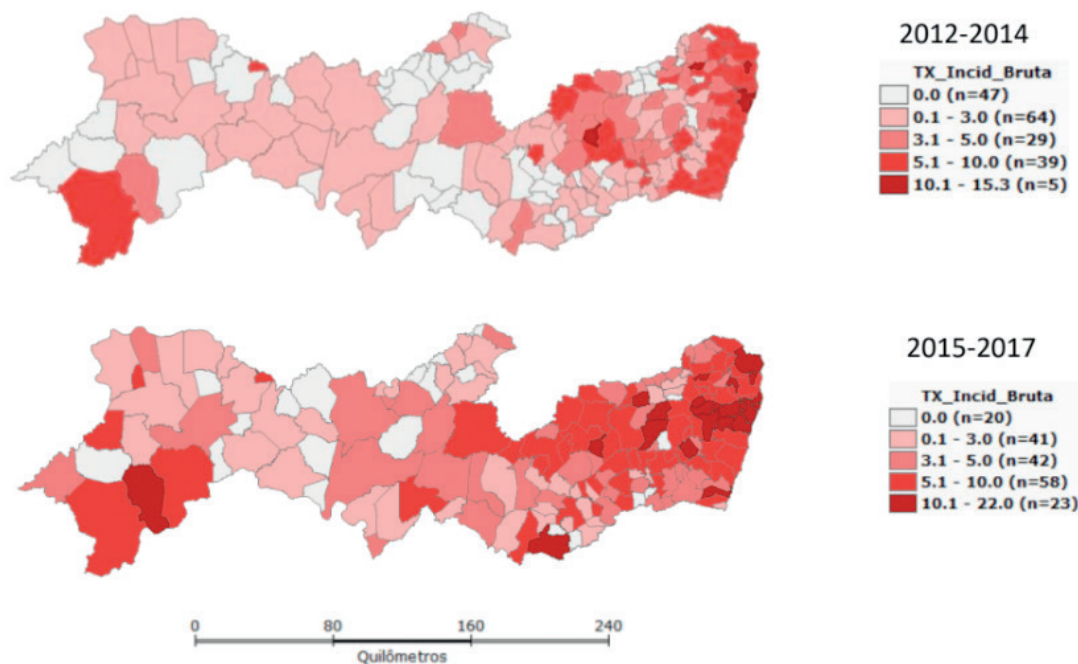 2012-2014
TX_Incid_Bruta
0.0 (n=47)
0.1 - 3.0 (n=64)
3.1 - 5.0 (n=29)
5.1 - 10.0 (n=39)
10.1 - 15.3 (n=5)
2015-2017
TX_Incid_Bruta
0.0 (n=20)
0.1 - 3.0 (n=41)
3.1 - 5.0 (n=42)
5.1 - 10.0 (n=58)
10.1 - 22.0 (n=23)
0 80 160 240
Quilômetros